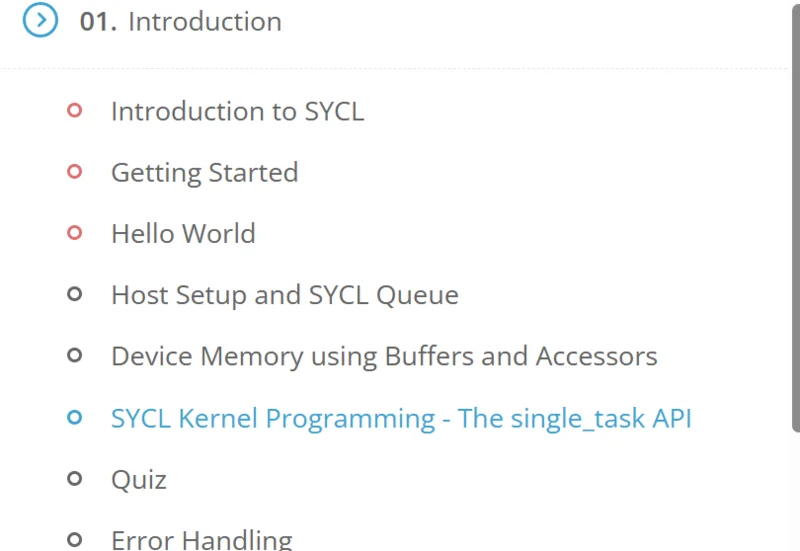 01. Introduction
Introduction to SYCL
Getting Started
Hello World
Host Setup and SYCL Queue
Device Memory using Buffers and Accessors
SYCL Kernel Programming - The single_task API
Quiz
Error Handling